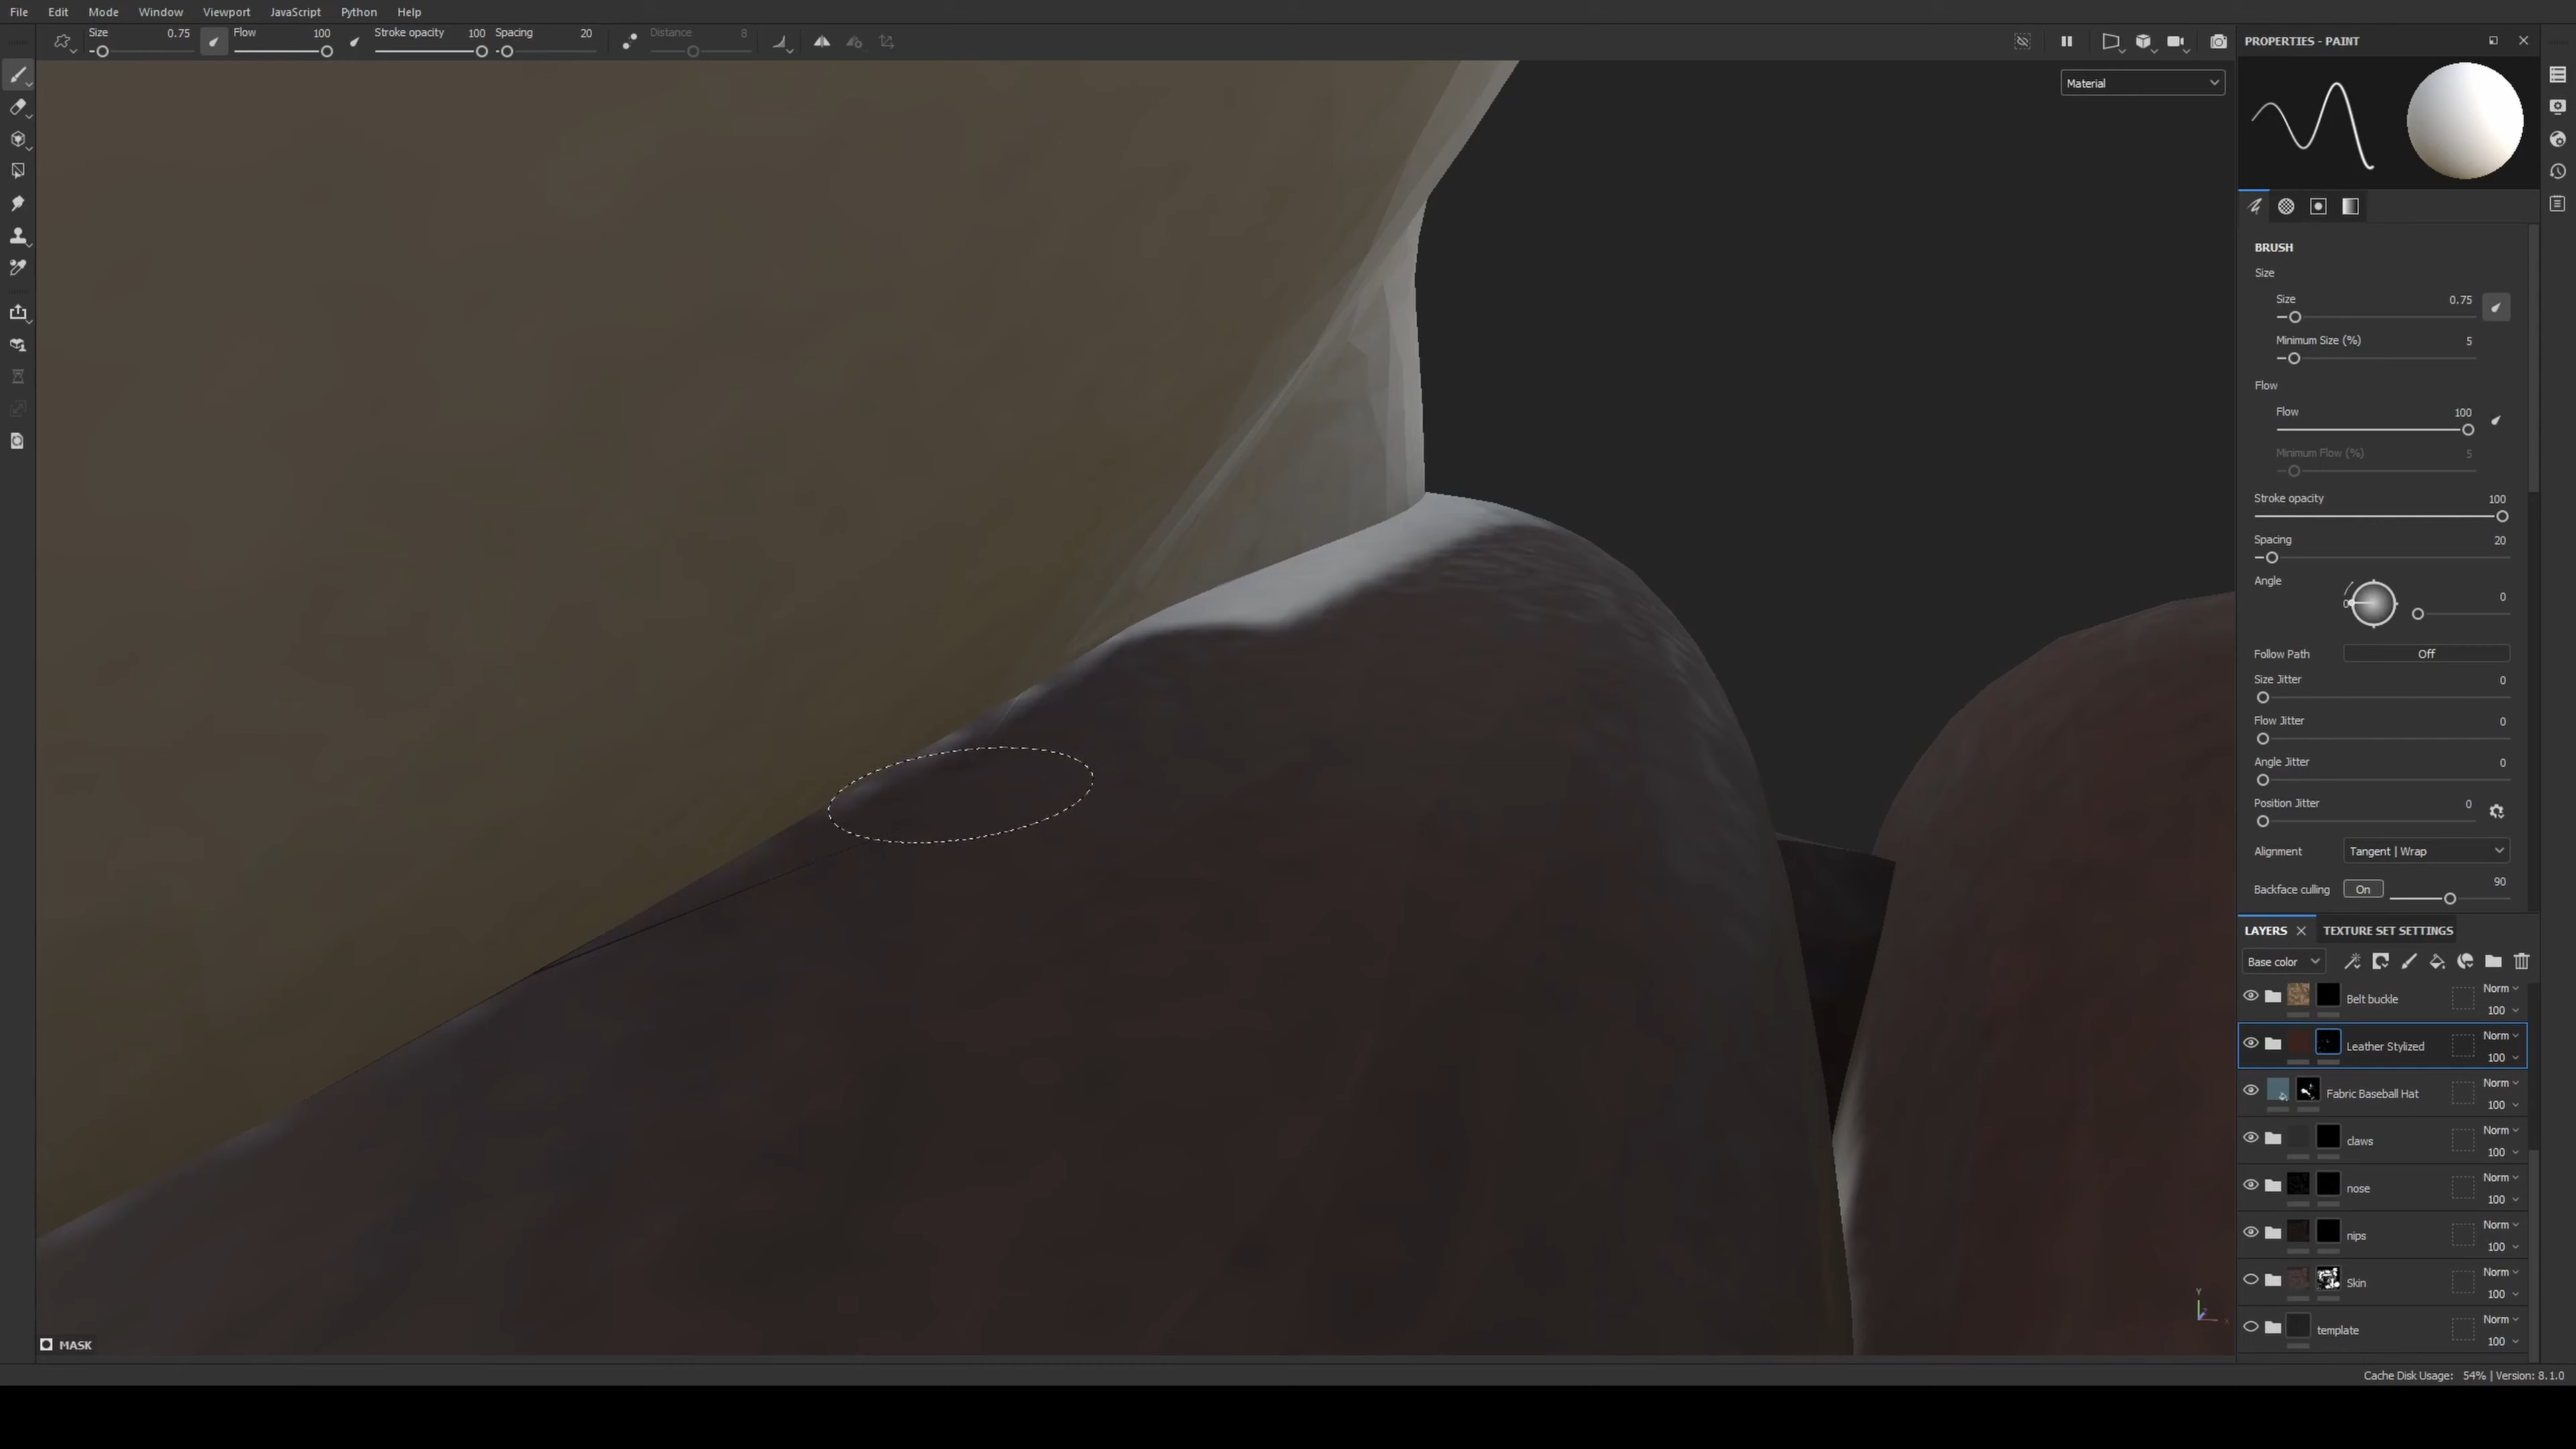 File Edit Mode Window Viewport JavaScript Python Help
Size 0.75 Flow 100 Stroke opacity 100 Spacing 20 Distance 8
Material
PROPERTIES - PAINT
BRUSH
Size
Size 0.75
Minimum Size (%) 5
Flow
Flow 100
Minimum Flow (%) 5
Stroke opacity 100
Spacing 20
Angle 0
0
Follow Path Off
Size Jitter 0
Flow Jitter 0
Angle Jitter 0
Position Jitter 0
Alignment Tangent | Wrap
Backface culling On 90
LAYERS TEXTURE SET SETTINGS
Base color
Belt buckle Norm 100
Leather Stylized Norm 100
Fabric Baseball Hat Norm 100
claws Norm 100
nose Norm 100
nips Norm 100
Skin Norm 100
template Norm 100
Y
MASK
Cache Disk Usage: 54% | Version: 8.1.0